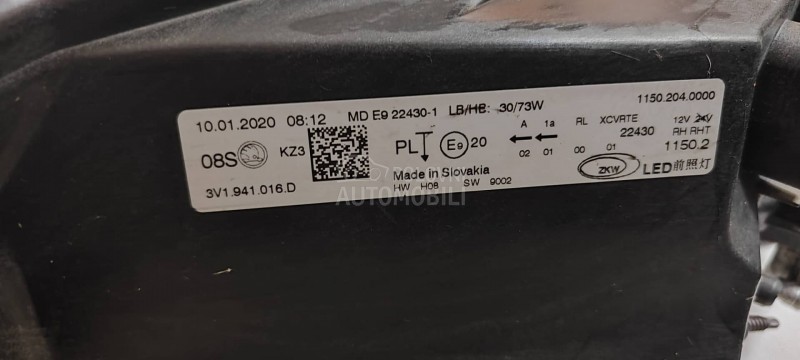 10.01.2020 08:12 MD E9 22430-1 LB/HB: 30/73W 1150.204.0000
08S KZ3 PL E9 20 A 1a RL XCVRTE 12V 24V
02 01 00 01 22430 RH RHT
3V1.941.016.D Made in Slovakia 1150.2
HW H08 SW 9002 ZKW LED前照灯
AUTOMOBILI